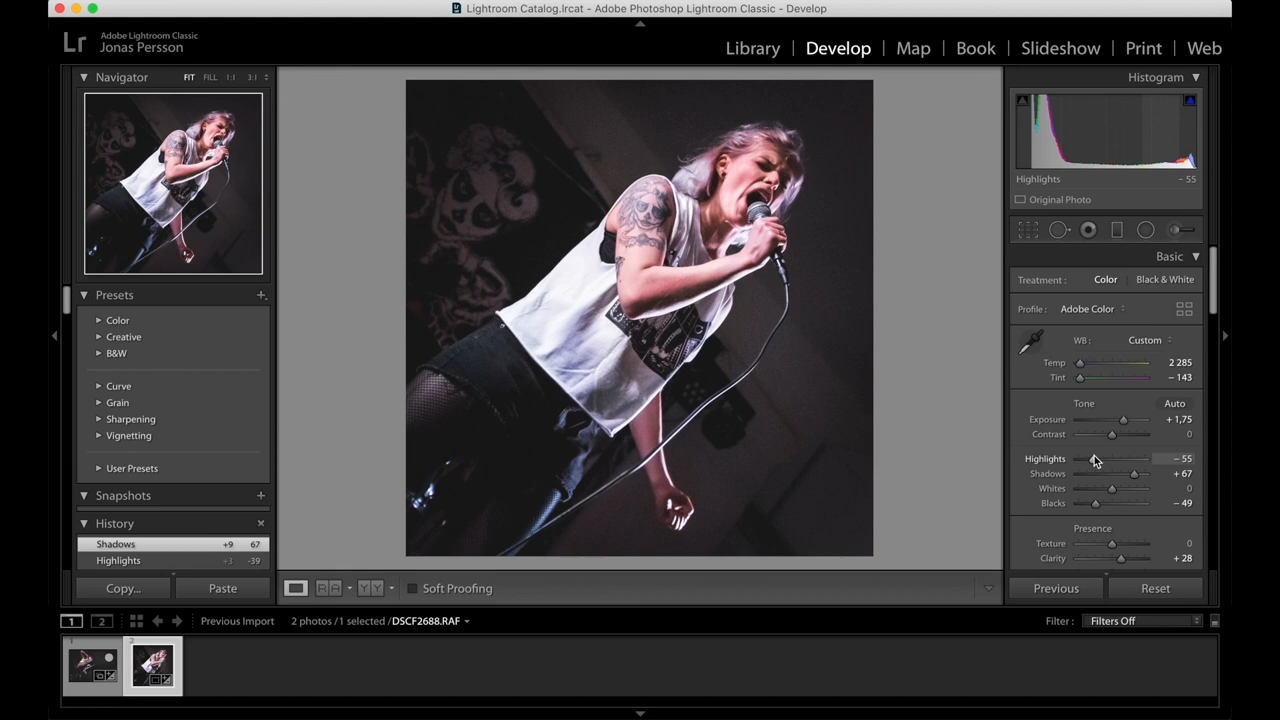 Lightroom Catalog.lrcat - Adobe Photoshop Lightroom Classic - Develop
Lr
Adobe Lightroom Classic
Jonas Persson
Library | Develop | Map | Book | Slideshow | Print | Web
Navigator FIT FILL 1:1 3:1
Presets +
Color
Creative
B&W
Curve
Grain
Sharpening
Vignetting
User Presets
Snapshots +
History ×
Shadows +9 67
Highlights +3 -39
Copy... Paste
Soft Proofing
Histogram
Highlights - 55
Original Photo
Basic
Treatment : Color Black & White
Profile : Adobe Color
WB : Custom
Temp 2 285
Tint - 143
Tone Auto
Exposure + 1,75
Contrast 0
Highlights - 55
Shadows + 67
Whites 0
Blacks - 49
Presence
Texture 0
Clarity + 28
Previous Reset
1 2 Previous Import 2 photos / 1 selected / DSCF2688.RAF Filter : Filters Off
1 2